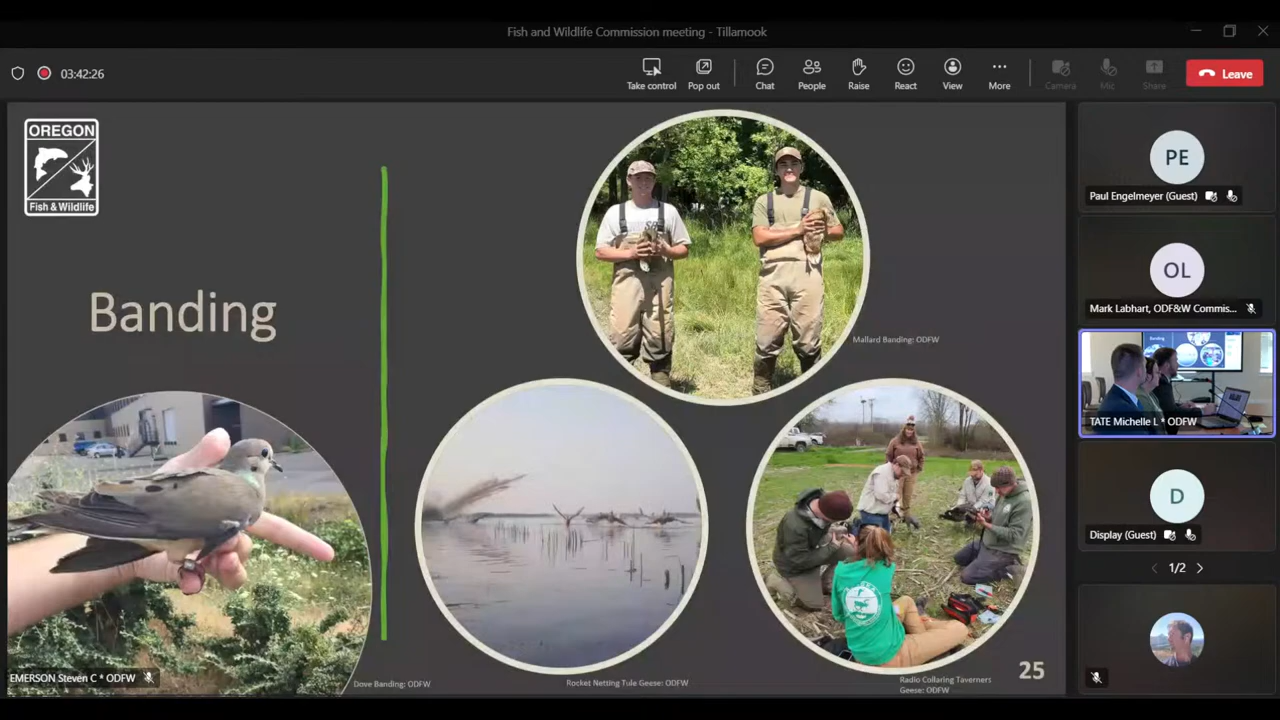 Fish and Wildlife Commission meeting - Tillamook
03:42:26
Take control
Pop out
Chat
People
Raise
React
View
More
Camera
Mic
Share
Leave
OREGON
Fish & Wildlife
Banding
Mallard Banding: ODFW
Dove Banding: ODFW
Rocket Netting Tule Geese: ODFW
Radio Collaring Taverners
Geese: ODFW
25
EMERSON Steven C * ODFW
PE
Paul Engelmeyer (Guest)
OL
Mark Labhart, ODF&W Commis...
TATE Michelle L * ODFW
D
Display (Guest)
1/2